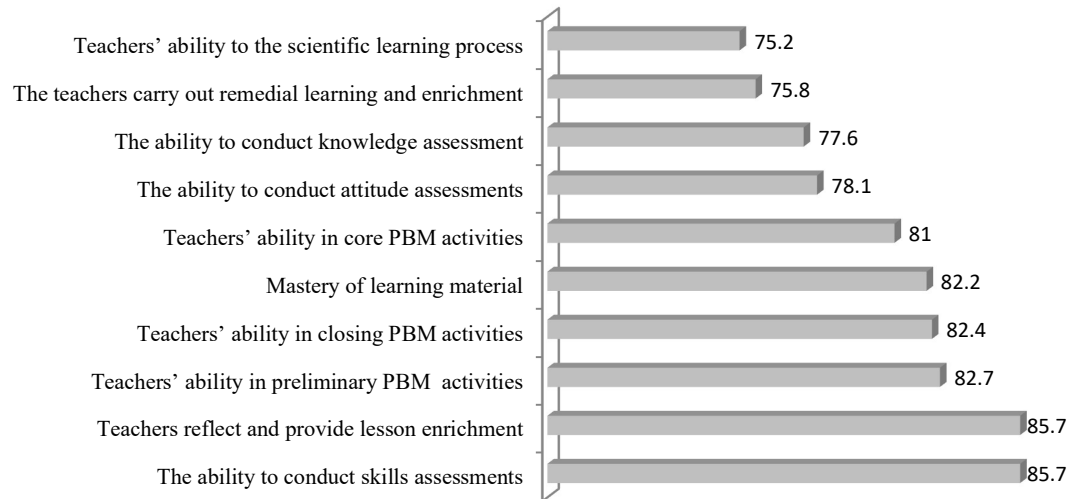 Teachers’ ability to the scientific learning process 75.2
The teachers carry out remedial learning and enrichment 75.8
The ability to conduct knowledge assessment 77.6
The ability to conduct attitude assessments 78.1
Teachers’ ability in core PBM activities 81
Mastery of learning material 82.2
Teachers’ ability in closing PBM activities 82.4
Teachers’ ability in preliminary PBM activities 82.7
Teachers reflect and provide lesson enrichment 85.7
The ability to conduct skills assessments 85.7